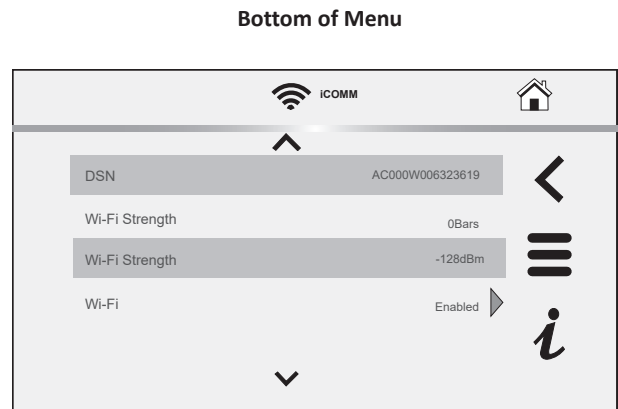 Bottom of Menu
iCOMM
DSN AC000W006323619
Wi-Fi Strength 0Bars
Wi-Fi Strength -128dBm
Wi-Fi Enabled
i